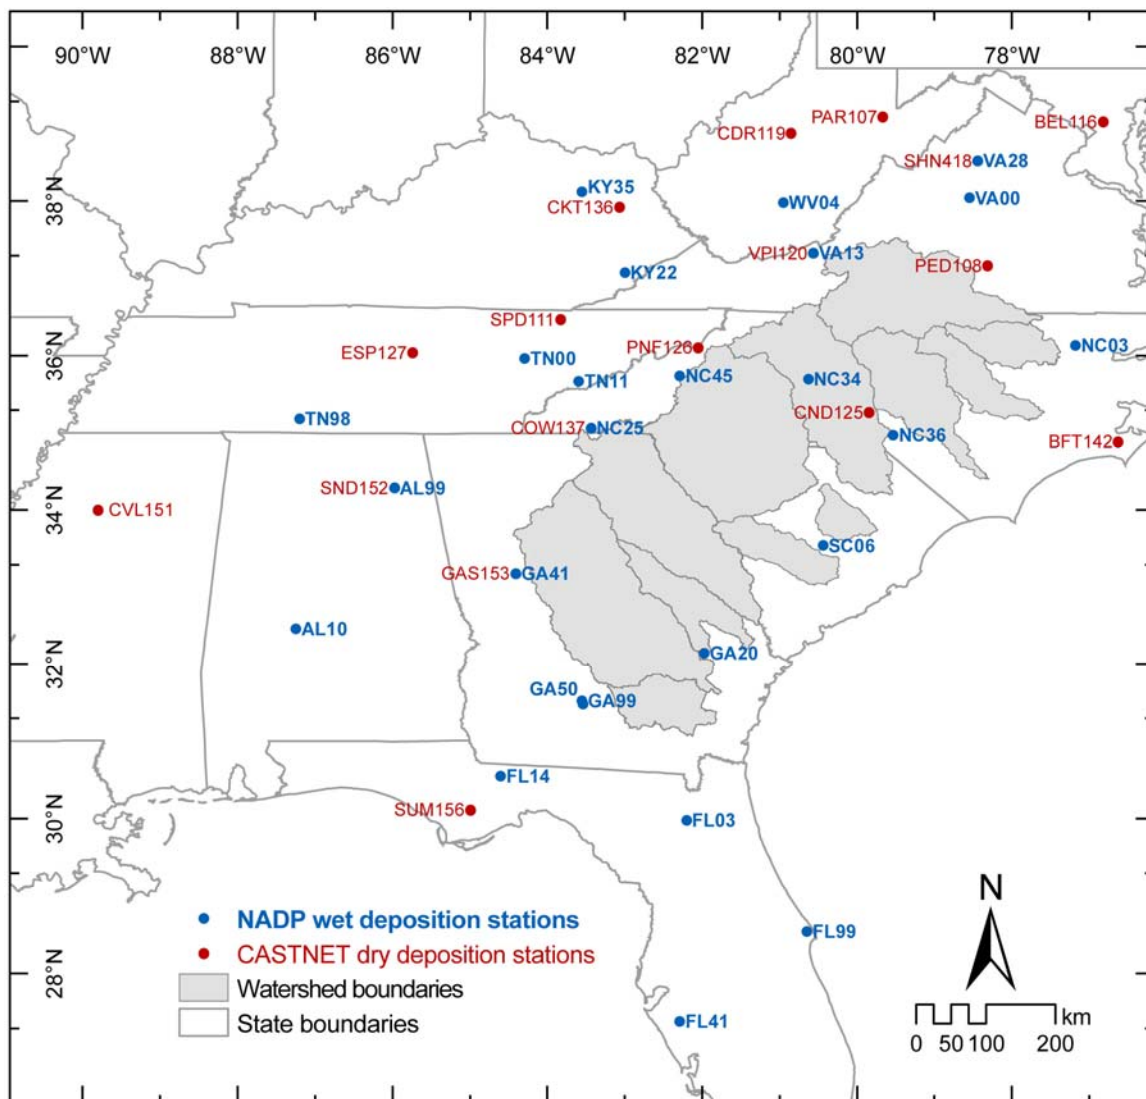 90°W 86°W 82°W 80°W 78°W
PAR107
BEL116
CDR119
SHN418 VA28
KY35
38°N
CKT136
WV04
VA00
VPI120 VA13
PED108
KY22
SPD111
36°N
ESP127
PNF126
NC03
TN00
TN11
NC45
NC34
CND125
TN98
COW137 NC25
NC36
BFT142
SND152 AL99
34°N
CVL151
SC06
GAS153 GA41
AL10
32°N
GA20
GA50
GA99
FL14
SUM156
30°N
FL03
N
NADP wet deposition stations
FL99
CASTNET dry deposition stations
28°N
Watershed boundaries
State boundaries
FL41
km
0 50 100 200